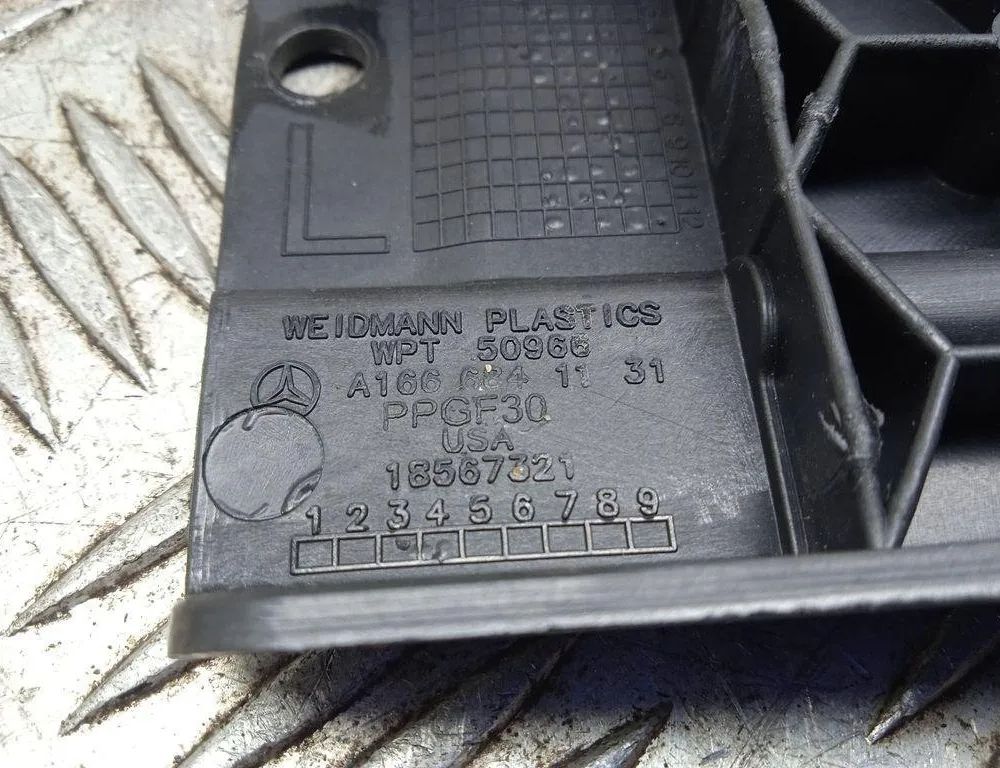 L
WEIDMANN PLASTICS
WPT 50966
A166 684 11 31
PPGF30
USA
18567321
1 2 3 4 5 6 7 8 9